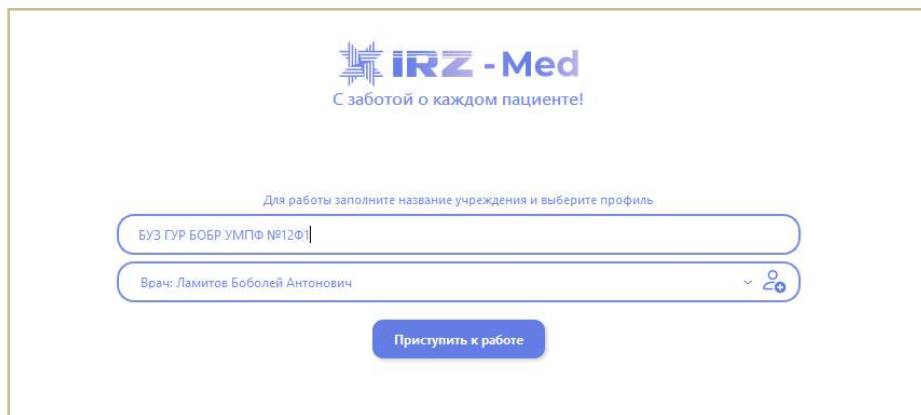 iRZ - Med
С заботой о каждом пациенте!
Для работы заполните название учреждения и выберите профиль
БУЗ ГУР БОБР УМПФ №12Ф1
Врач: Ламитов Боболей Антонович
Приступить к работе